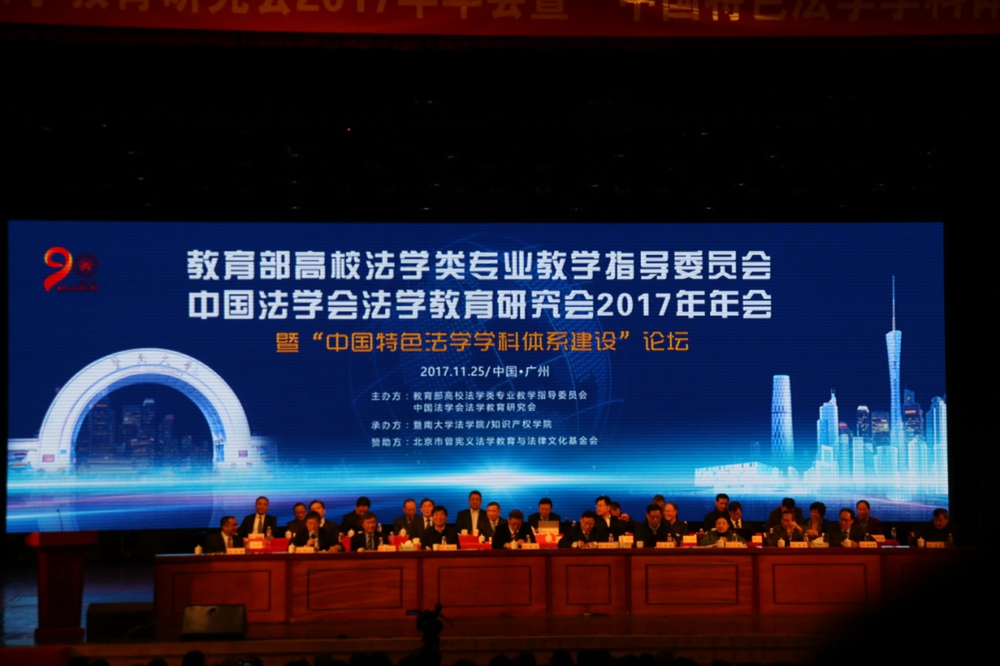 教育研究会2017年年会暨“中国特色法学学科体
教育部高校法学类专业教学指导委员会
中国法学会法学教育研究会2017年年会
暨“中国特色法学学科体系建设”论坛
2017.11.25/中国•广州
主办方：教育部高校法学类专业教学指导委员会
中国法学会法学教育研究会
承办方：暨南大学法学院/知识产权学院
赞助方：北京市曾宪义法学教育与法律文化基金会
暨南大学
90